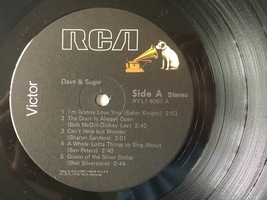 RCA
Victor
Dave & Sugar
Side A Stereo
AYL1-4087-A
1 I'm Gonna Love You (Baker Knight) 2:53
2 The Door Is Always Open
(Bob McDill-Dickey Lee) 2:42
3 Can't Help but Wonder
(Sharon Sanders) 3:01
4 A Whole Lotta Things to Sing About
(Ben Peters) 2:30
5 Queen of the Silver Dollar
(Shel Silverstein) 2:44